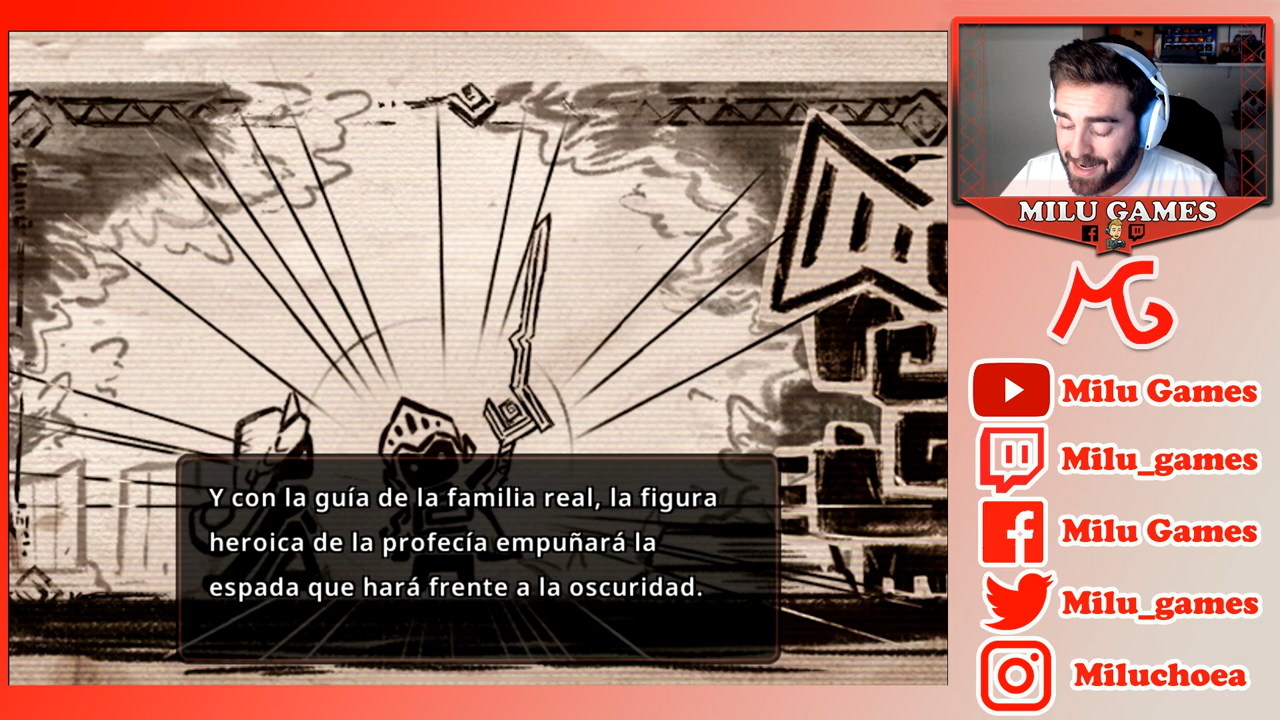 Y con la guía de la familia real, la figura
heroica de la profecía empuñará la
espada que hará frente a la oscuridad.
MILU GAMES
MG
Milu Games
Milu_games
Milu Games
Milu_games
Miluchoea